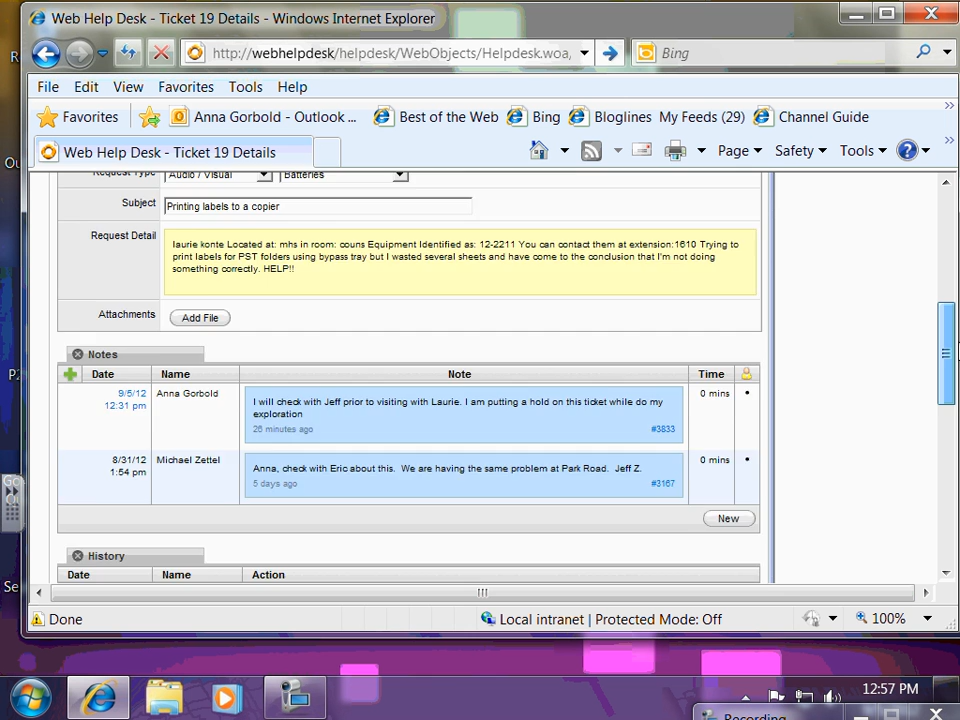 Web Help Desk - Ticket 19 Details - Windows Internet Explorer
http://webhelpdesk/helpdesk/WebObjects/Helpdesk.woa,
Bing
File Edit View Favorites Tools Help
Favorites Anna Gorbold - Outlook ... Best of the Web Bing Bloglines My Feeds (29) Channel Guide
Web Help Desk - Ticket 19 Details
Page Safety Tools
Request Type Audio / Visual Batteries
Subject Printing labels to a copier
Request Detail laurie konte Located at: mhs in room: couns Equipment Identified as: 12-2211 You can contact them at extension:1610 Trying to
print labels for PST folders using bypass tray but I wasted several sheets and have come to the conclusion that I'm not doing
something correctly. HELP!!
Attachments Add File
Notes
Date Name Note Time
9/5/12 Anna Gorbold I will check with Jeff prior to visiting with Laurie. I am putting a hold on this ticket while do my 0 mins
12:31 pm exploration
26 minutes ago #3833
8/31/12 Michael Zettel Anna, check with Eric about this. We are having the same problem at Park Road. Jeff Z. 0 mins
1:54 pm 5 days ago #3167
New
History
Date Name Action
Done Local intranet | Protected Mode: Off 100%
12:57 PM
Recording